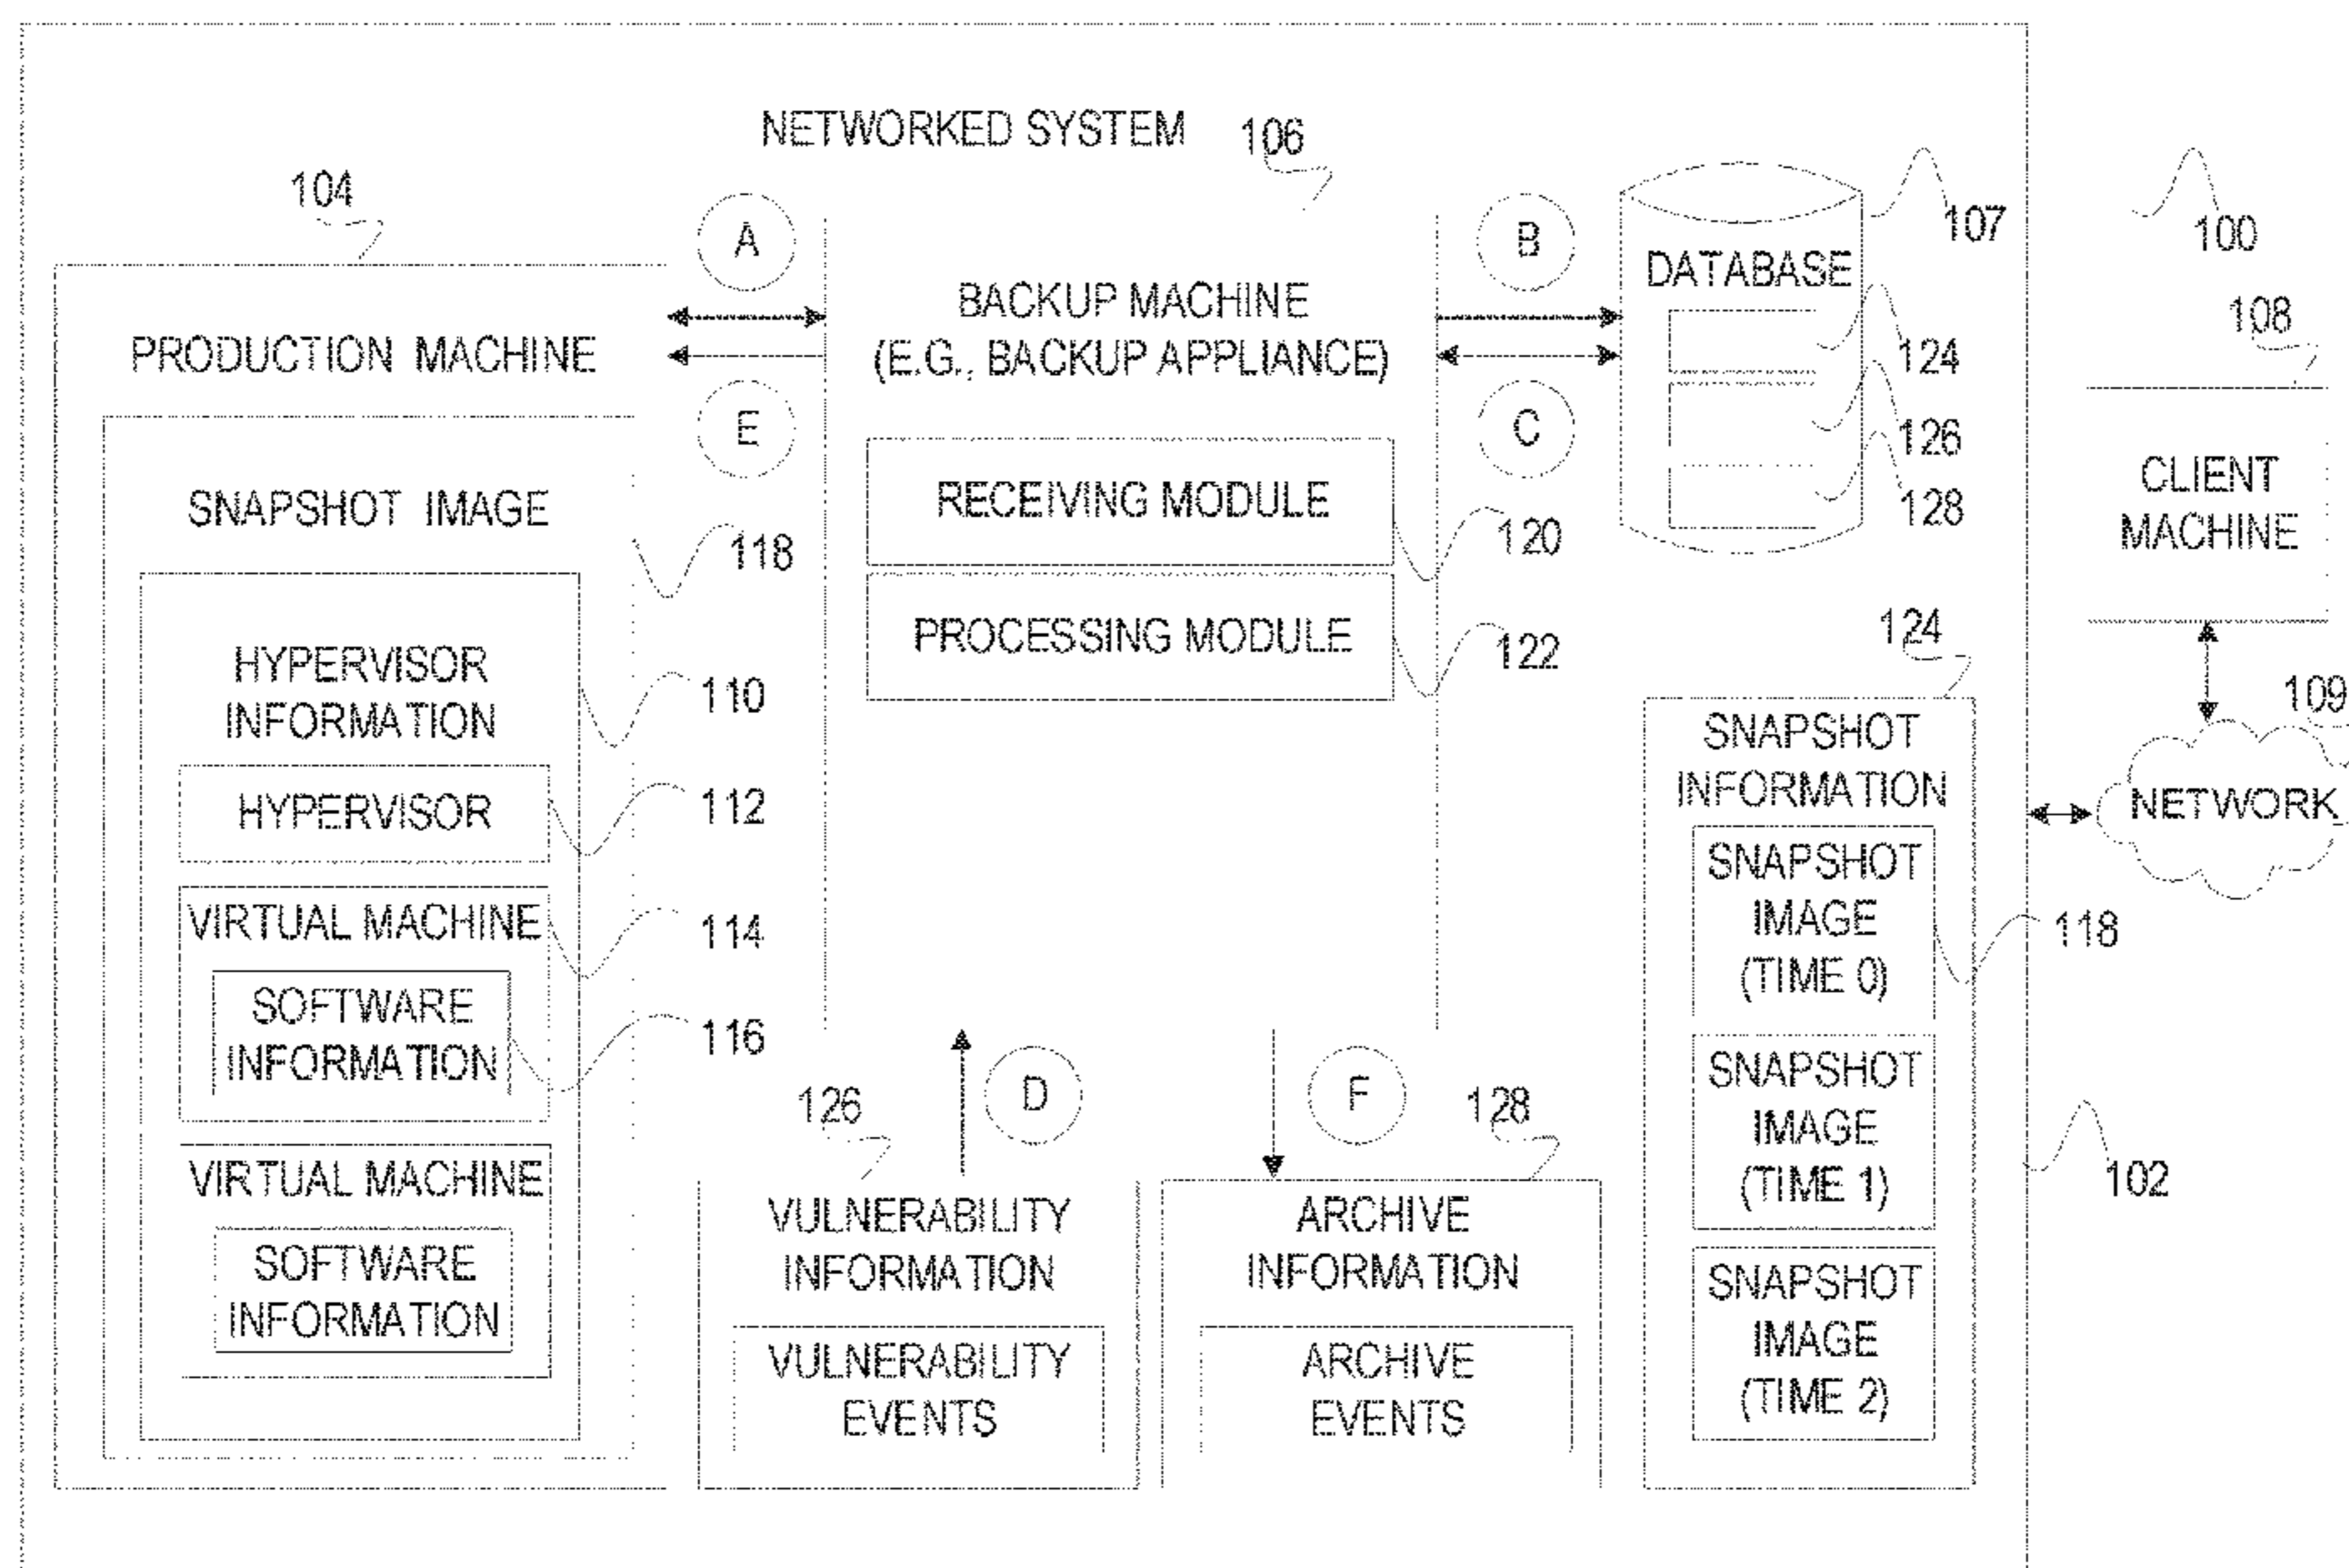 NETWORKED SYSTEM
106
104
A
B
107
100
BACKUP MACHINE
(E.G., BACKUP APPLIANCE)
DATABASE
108
PRODUCTION MACHINE
124
E
C
126
128
CLIENT
MACHINE
SNAPSHOT IMAGE
118
RECEIVING MODULE
120
PROCESSING MODULE
122
HYPERVISOR
INFORMATION
110
HYPERVISOR
112
VIRTUAL MACHINE
114
SOFTWARE
INFORMATION
116
VIRTUAL MACHINE
SOFTWARE
INFORMATION
D
F
126
VULNERABILITY
INFORMATION
VULNERABILITY
EVENTS
128
ARCHIVE
INFORMATION
ARCHIVE
EVENTS
124
SNAPSHOT
INFORMATION
SNAPSHOT
IMAGE
(TIME 0)
118
SNAPSHOT
IMAGE
(TIME 1)
SNAPSHOT
IMAGE
(TIME 2)
109
NETWORK
102